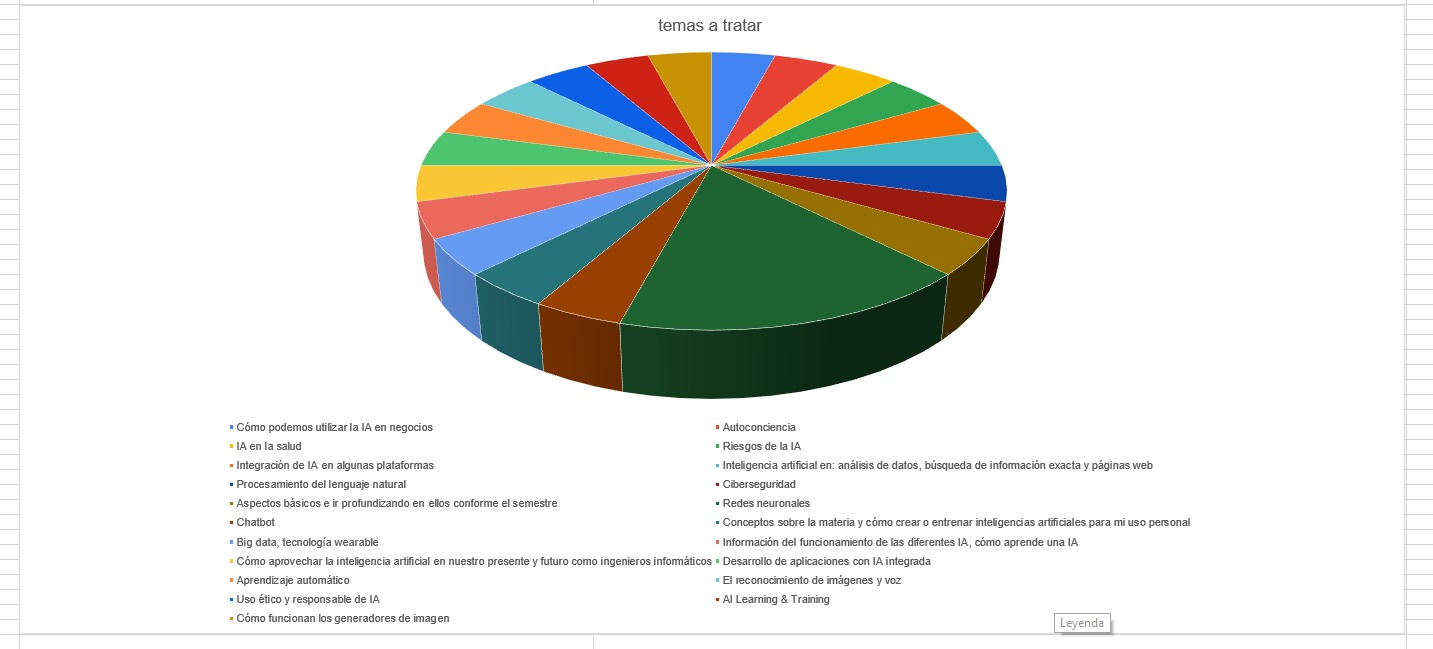 temas a tratar
Cómo podemos utilizar la IA en negocios
Autoconciencia
IA en la salud
Riesgos de la IA
Integración de IA en algunas plataformas
Inteligencia artificial en: análisis de datos, búsqueda de información exacta y páginas web
Procesamiento del lenguaje natural
Ciberseguridad
Aspectos básicos e ir profundizando en ellos conforme el semestre
Redes neuronales
Chatbot
Conceptos sobre la materia y cómo crear o entrenar inteligencias artificiales para mi uso personal
Big data, tecnología wearable
Información del funcionamiento de las diferentes IA, cómo aprende una IA
Cómo aprovechar la inteligencia artificial en nuestro presente y futuro como ingenieros informáticos
Desarrollo de aplicaciones con IA integrada
Aprendizaje automático
El reconocimiento de imágenes y voz
Uso ético y responsable de IA
AI Learning & Training
Cómo funcionan los generadores de imagen
Leyenda